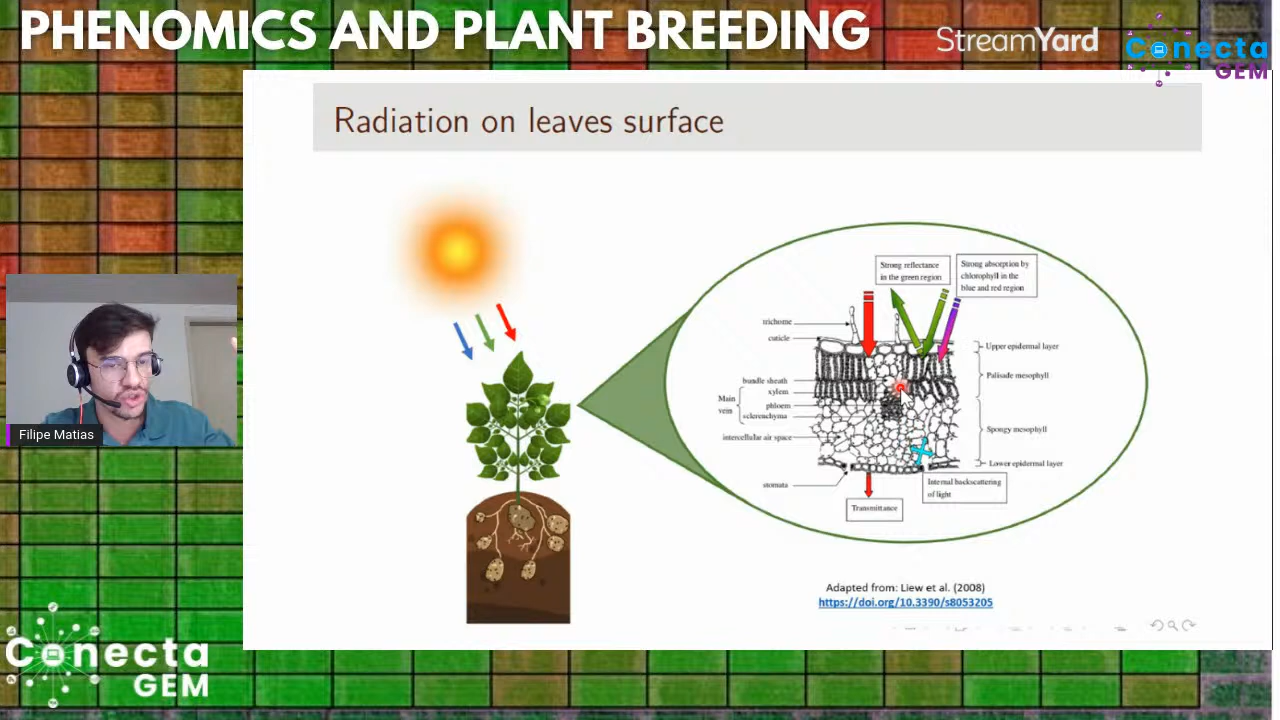 PHENOMICS AND PLANT BREEDING
StreamYard
Conecta
GEM
Radiation on leaves surface
Strong reflectance
in the green region
Strong absorption by
chlorophyll in the
blue and red region
trichome
cuticle
bundle sheath
xylem
Main
vein
phloem
sclerenchyma
intercellular air space
stomata
Upper epidermal layer
Palisade mesophyll
Spongy mesophyll
Lower epidermal layer
Internal backscattering
of light
Transmittance
Filipe Matias
Adapted from: Liew et al. (2008)
https://doi.org/10.3390/s8053205
Conecta
GEM